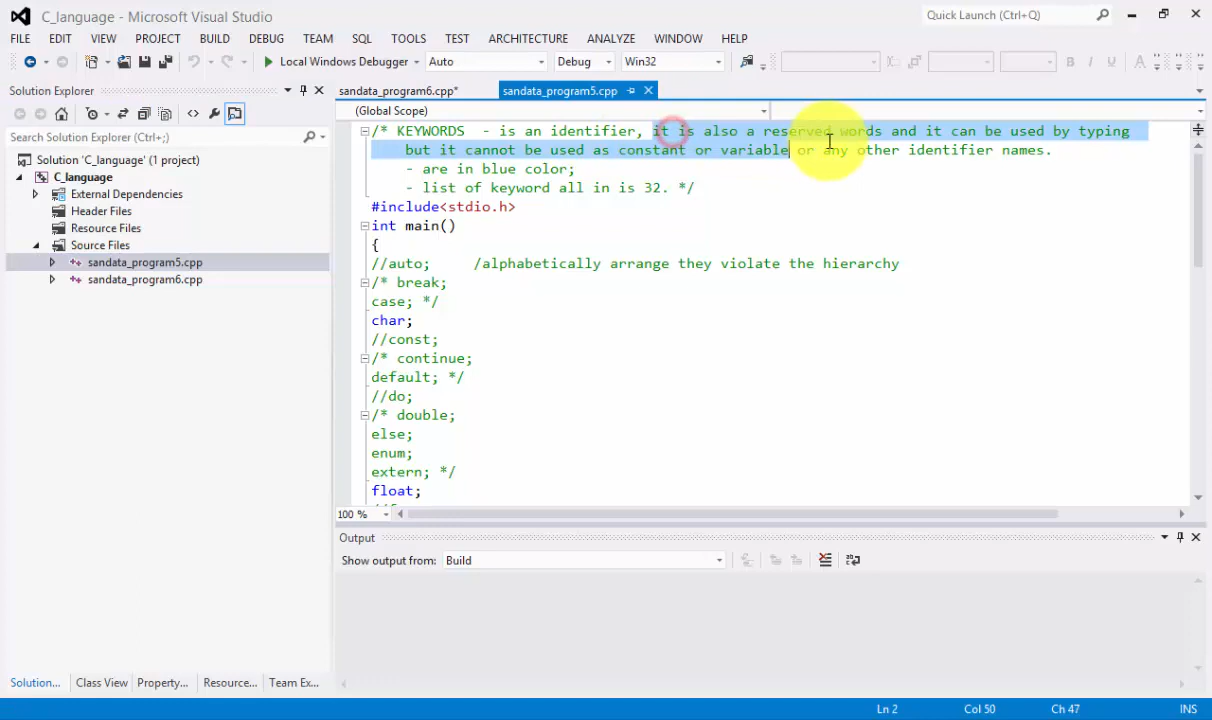 C_language - Microsoft Visual Studio
Quick Launch (Ctrl+Q)
FILE EDIT VIEW PROJECT BUILD DEBUG TEAM SQL TOOLS TEST ARCHITECTURE ANALYZE WINDOW HELP
Local Windows Debugger Auto Debug Win32
Solution Explorer
sandata_program6.cpp* sandata_program5.cpp
(Global Scope)
Search Solution Explorer (Ctrl+;)
Solution 'C_language' (1 project)
C_language
External Dependencies
Header Files
Resource Files
Source Files
sandata_program5.cpp
sandata_program6.cpp
/* KEYWORDS - is an identifier, it is also a reserved words and it can be used by typing
but it cannot be used as constant or variable or any other identifier names.
- are in blue color;
- list of keyword all in is 32. */
#include<stdio.h>
int main()
{
//auto; /alphabetically arrange they violate the hierarchy
/* break;
case; */
char;
//const;
/* continue;
default; */
//do;
/* double;
else;
enum;
extern; */
float;
100 %
Output
Show output from: Build
Solution... Class View Property... Resource... Team Ex...
Ln 2 Col 50 Ch 47 INS